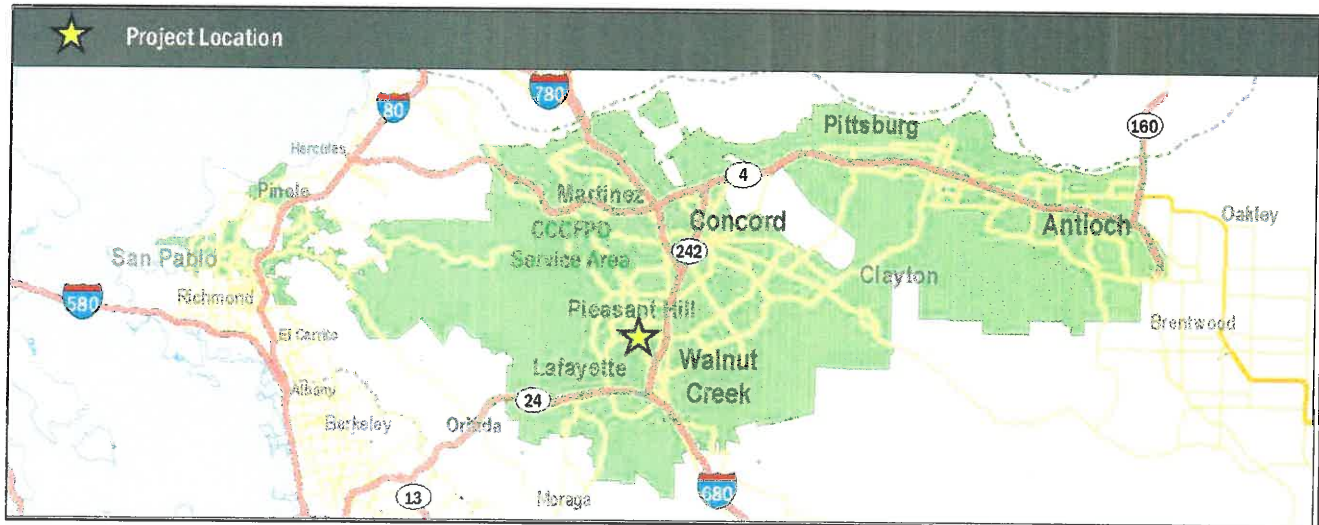 Project Location
80
780
160
Pittsburg
Hercules
4
Pinole
Martinez
Oakley
Concord
Antioch
CCCFPD
242
San Pablo
Service Area
Clayton
580
Richmond
Pleasant Hill
El Cerrito
Brentwood
Lafayette
Walnut
Creek
Albany
24
Berkeley
Orinda
680
13
Moraga